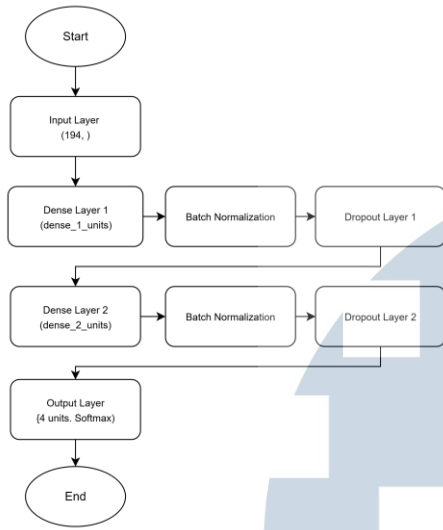 Start
Input Layer
(194, )
Dense Layer 1
(dense_1_units)
Batch Normalization
Dropout Layer 1
Dense Layer 2
(dense_2_units)
Batch Normalization
Dropout Layer 2
Output Layer
(4 units. Softmax)
End